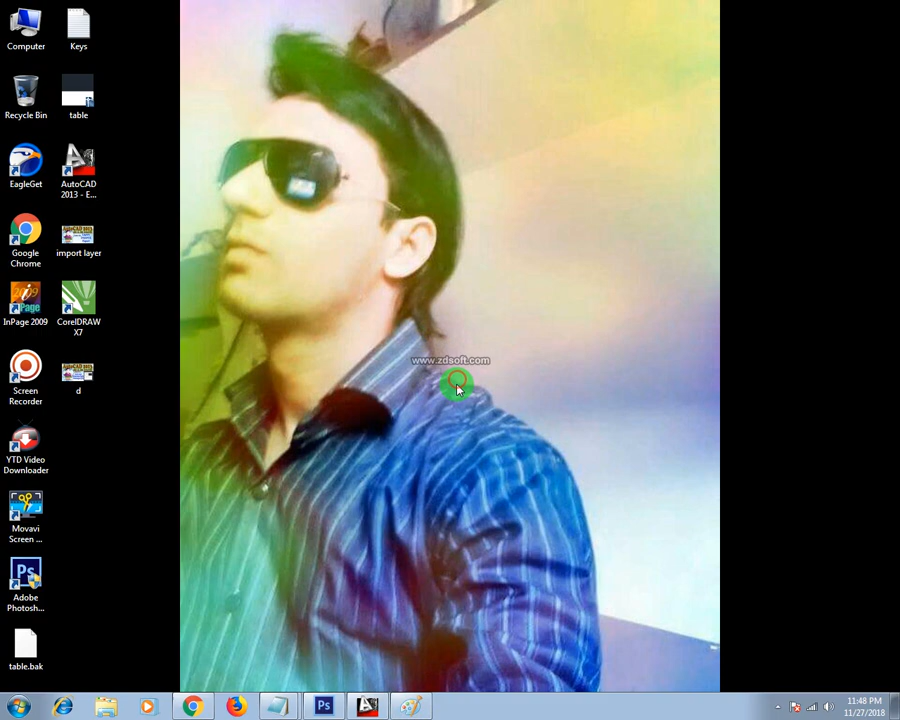 Computer
Keys
Recycle Bin
table
EagleGet
AutoCAD
2013 - E...
Google
Chrome
import layer
InPage 2009
CorelDRAW
X7
Screen
Recorder
d
YTD Video
Downloader
Movavi
Screen ...
Adobe
Photosh...
table.bak
www.zdsoft.com
11:48 PM
11/27/2018